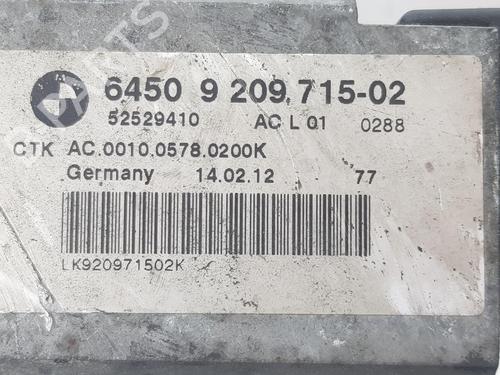 6450 9 209.715-02
52529410 AC L 01 0288
CTK AC.0010.0578.0200K
Germany 14.02.12 77
LK920971502K
PARTS